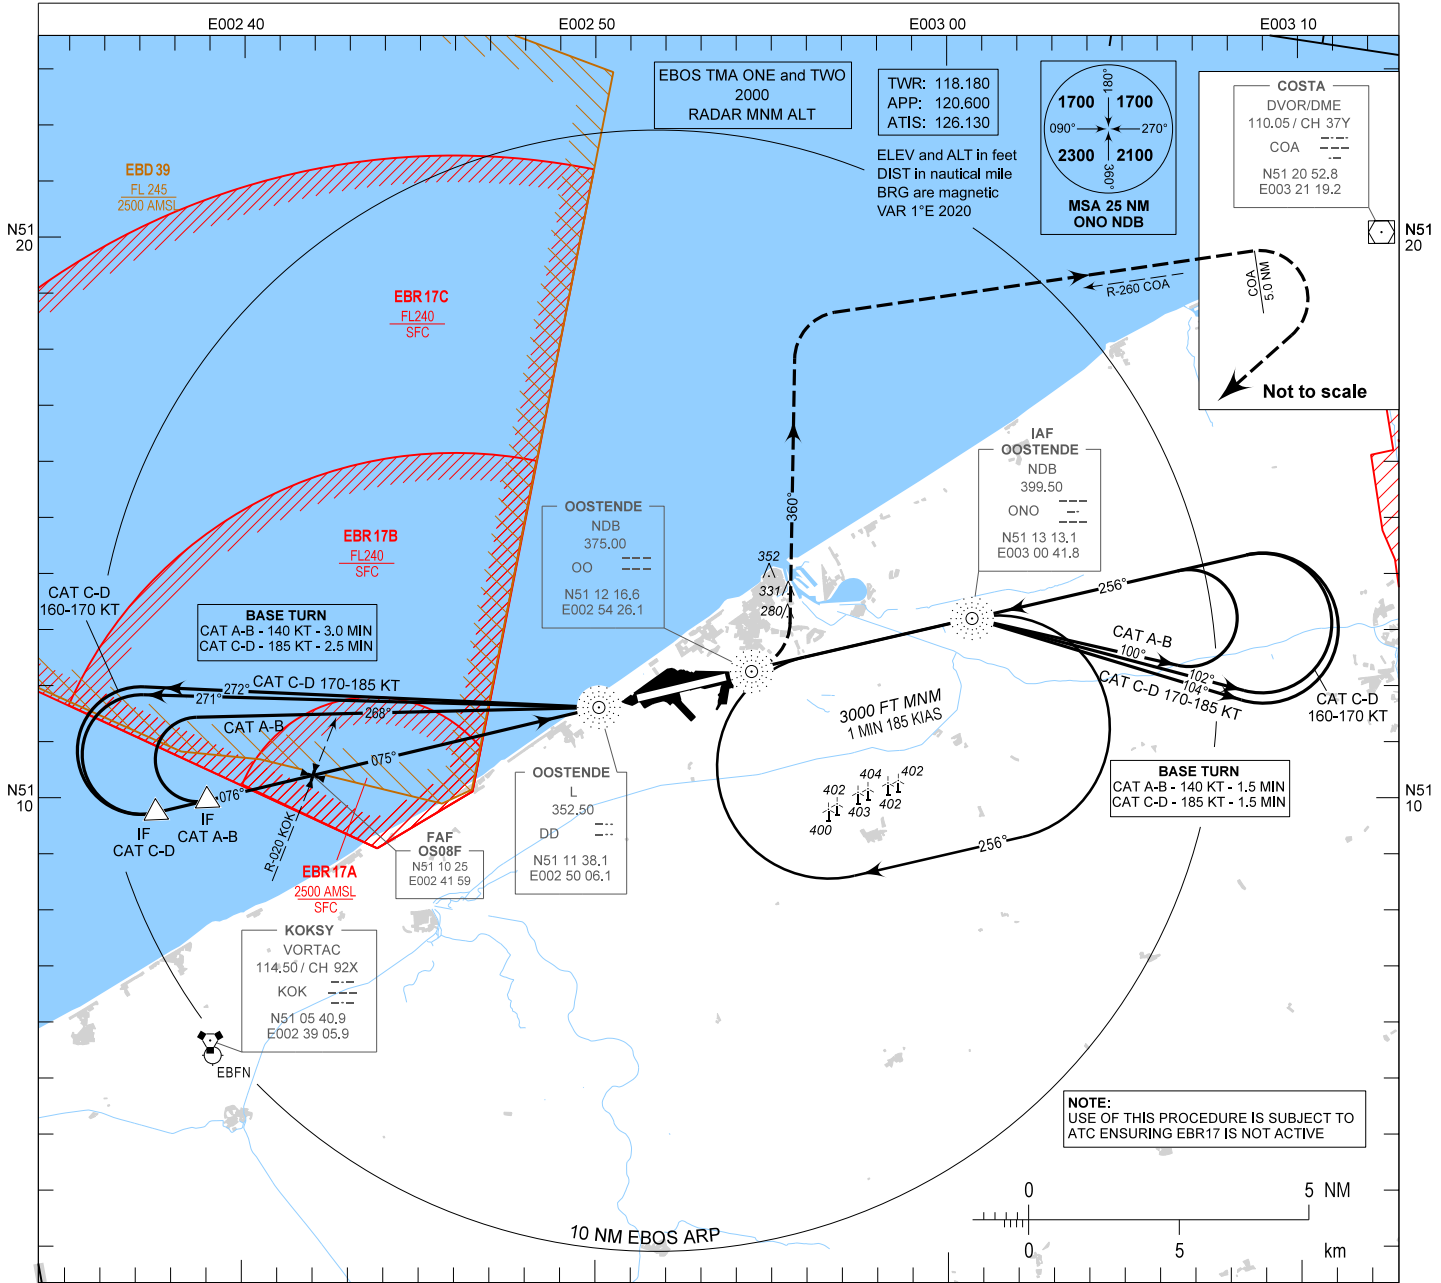 E002 40
E002 50
E003 00
E003 10
EBOS TMA ONE and TWO
2000
RADAR MNM ALT
TWR: 118.180
APP: 120.600
ATIS: 126.130
ELEV and ALT in feet
DIST in nautical mile
BRG are magnetic
VAR 1°E 2020
180°
1700 1700
090° 270°
2300 2100
360°
MSA 25 NM
ONO NDB
COSTA
DVOR/DME
110.05 / CH 37Y
COA
N51 20 52.8
E003 21 19.2
N51
20
N51
20
EBD 39
FL 245
2500 AMSL
EBR 17C
FL240
SFC
R-260 COA
COA
5.0 NM
Not to scale
IAF
OOSTENDE
NDB
399.50
ONO
N51 13 13.1
E003 00 41.8
360°
OOSTENDE
NDB
375.00
OO
N51 12 16.6
E002 54 26.1
EBR 17B
FL240
SFC
352
331
280
CAT C-D
160-170 KT
BASE TURN
CAT A-B - 140 KT - 3.0 MIN
CAT C-D - 185 KT - 2.5 MIN
256°
CAT A-B
100°
102°
104°
CAT C-D 170-185 KT
CAT C-D
160-170 KT
272°
CAT C-D 170-185 KT
271°
CAT A-B
268°
075°
076°
3000 FT MNM
1 MIN 185 KIAS
BASE TURN
CAT A-B - 140 KT - 1.5 MIN
CAT C-D - 185 KT - 1.5 MIN
N51
10
N51
10
OOSTENDE
L
352.50
DD
N51 11 38.1
E002 50 06.1
402
404
402
403
402
400
256°
IF
CAT C-D
IF
CAT A-B
R-020 KOK
FAF
OS08F
N51 10 25
E002 41 59
EBR 17A
2500 AMSL
SFC
KOKSY
VORTAC
114.50 / CH 92X
KOK
N51 05 40.9
E002 39 05.9
EBFN
NOTE:
USE OF THIS PROCEDURE IS SUBJECT TO
ATC ENSURING EBR17 IS NOT ACTIVE
10 NM EBOS ARP
0 5 NM
0 5 km